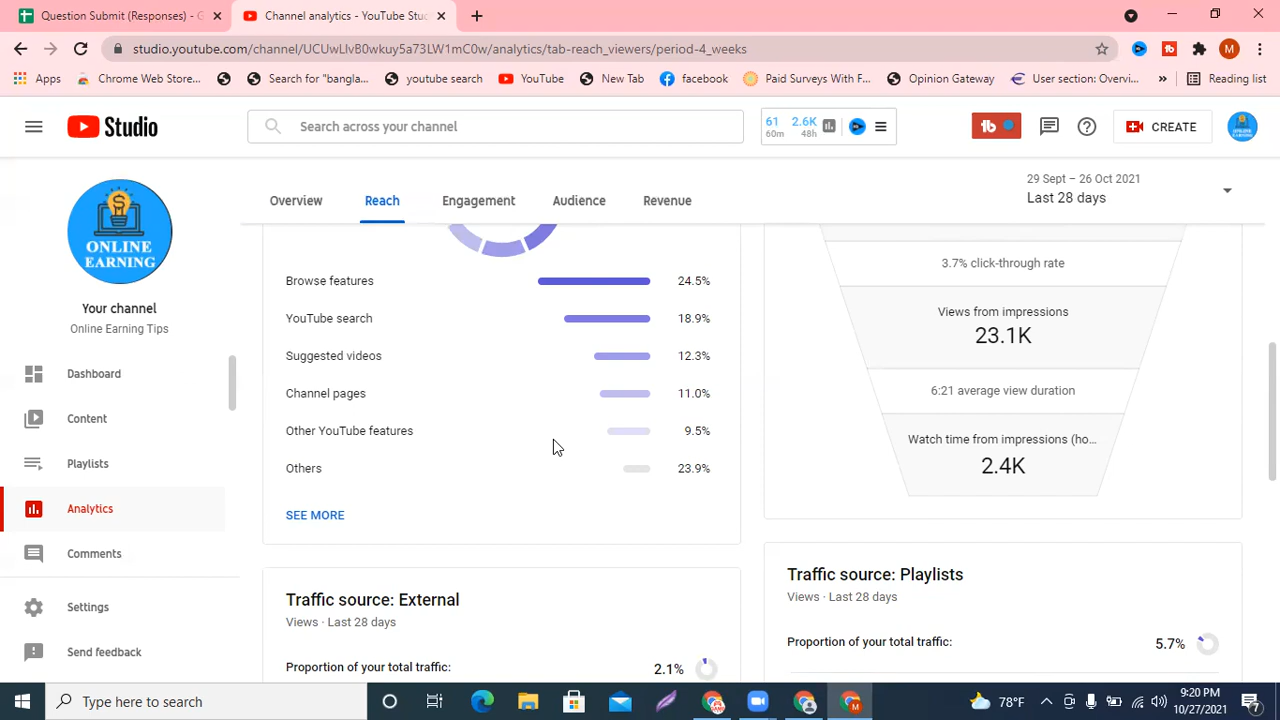 Question Submit (Responses) - G
Channel analytics - YouTube Stud
studio.youtube.com/channel/UCUwLlvB0wkuy5a73LW1mC0w/analytics/tab-reach_viewers/period-4_weeks
M
Apps
Chrome Web Store...
Search for "bangla...
youtube search
YouTube
New Tab
facebook
Paid Surveys With F...
Opinion Gateway
User section: Overvi...
»
Reading list
Studio
Search across your channel
61
60m
2.6K
48h
tb
CREATE
ONLINE
EARNING
Your channel
Online Earning Tips
Dashboard
Content
Playlists
Analytics
Comments
Settings
Send feedback
Overview
Reach
Engagement
Audience
Revenue
29 Sept – 26 Oct 2021
Last 28 days
Browse features 24.5%
YouTube search 18.9%
Suggested videos 12.3%
Channel pages 11.0%
Other YouTube features 9.5%
Others 23.9%
SEE MORE
3.7% click-through rate
Views from impressions
23.1K
6:21 average view duration
Watch time from impressions (ho...
2.4K
Traffic source: External
Views · Last 28 days
Proportion of your total traffic: 2.1%
Traffic source: Playlists
Views · Last 28 days
Proportion of your total traffic: 5.7%
Type here to search
M
78°F
9:20 PM
10/27/2021
7